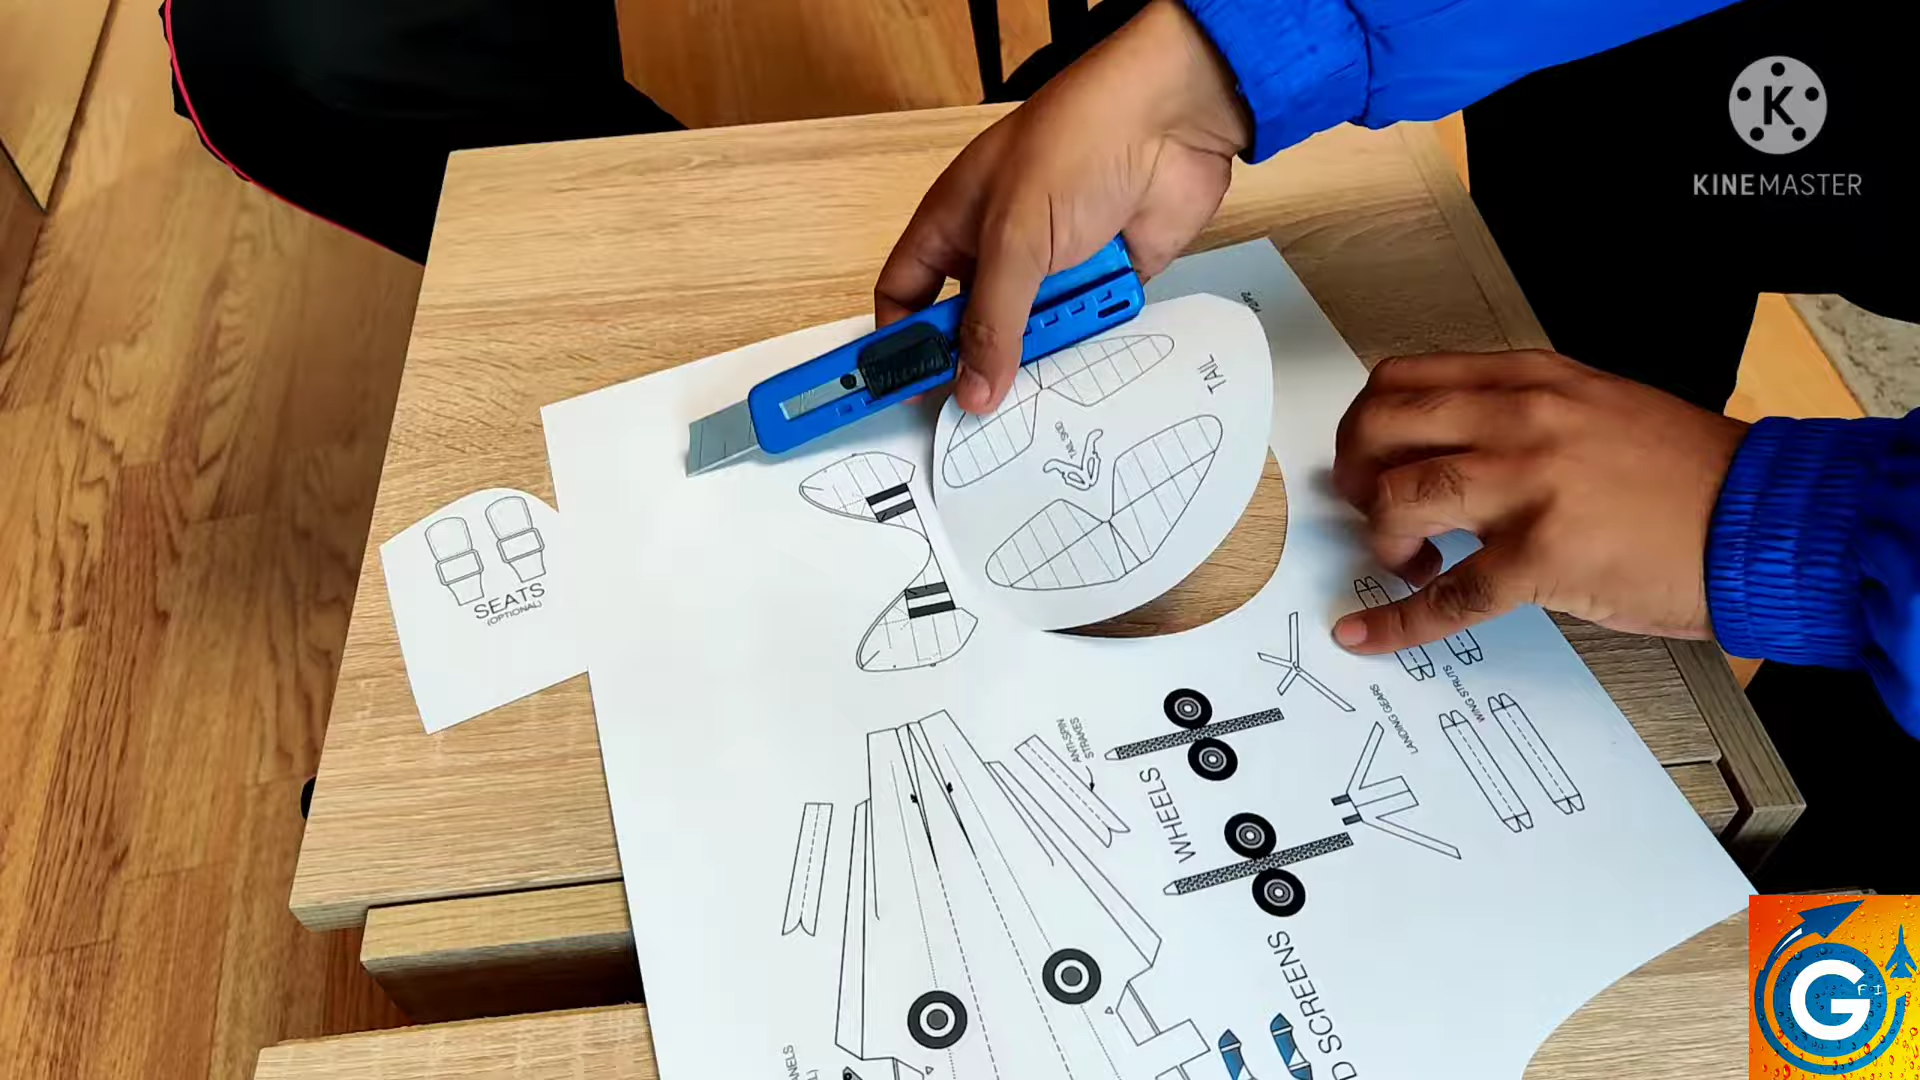 K
KINEMASTER
TAIL
TAIL SKID
SEATS
(OPTIONAL)
ANTI-SPIN
STRAKES
LANDING GEARS
WING STRUTS
WHEELS
D SCREENS
G